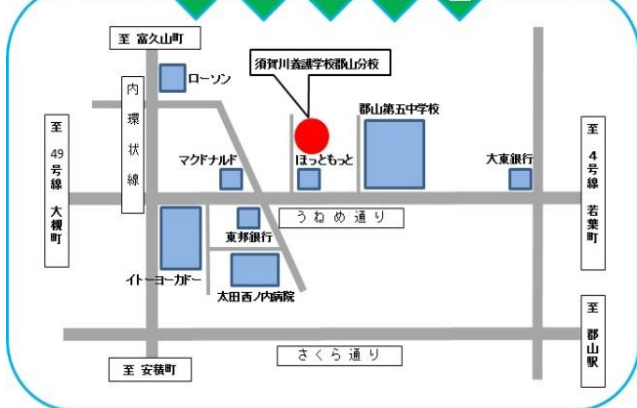 至 富久山町
ローソン
須賀川養護学校郡山分校
内環状線
郡山第五中学校
至 49号線 大槻町
マクドナルド
ほっともっと
大東銀行
至 4号線 若葉町
うねめ通り
東邦銀行
イトーヨーカドー
太田西ノ内病院
至 郡山駅
さくら通り
至 安積町